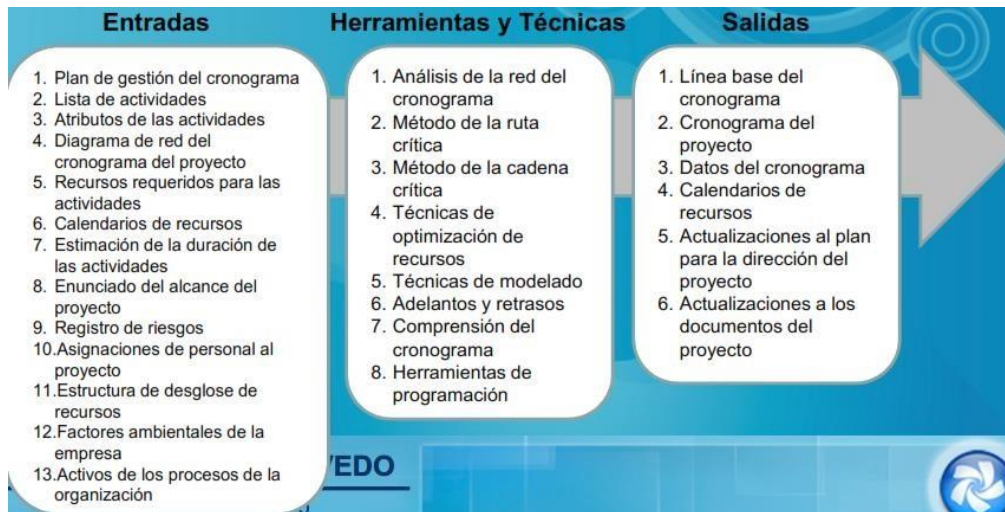 Entradas
1. Plan de gestión del cronograma
2. Lista de actividades
3. Atributos de las actividades
4. Diagrama de red del
cronograma del proyecto
5. Recursos requeridos para las
actividades
6. Calendarios de recursos
7. Estimación de la duración de
las actividades
8. Enunciado del alcance del
proyecto
9. Registro de riesgos
10.Asignaciones de personal al
proyecto
11.Estructura de desglose de
recursos
12.Factores ambientales de la
empresa
13.Activos de los procesos de la
organización
Herramientas y Técnicas
1. Análisis de la red del
cronograma
2. Método de la ruta
crítica
3. Método de la cadena
crítica
4. Técnicas de
optimización de
recursos
5. Técnicas de modelado
6. Adelantos y retrasos
7. Comprensión del
cronograma
8. Herramientas de
programación
Salidas
1. Línea base del
cronograma
2. Cronograma del
proyecto
3. Datos del cronograma
4. Calendarios de
recursos
5. Actualizaciones al plan
para la dirección del
proyecto
6. Actualizaciones a los
documentos del
proyecto
VEDO